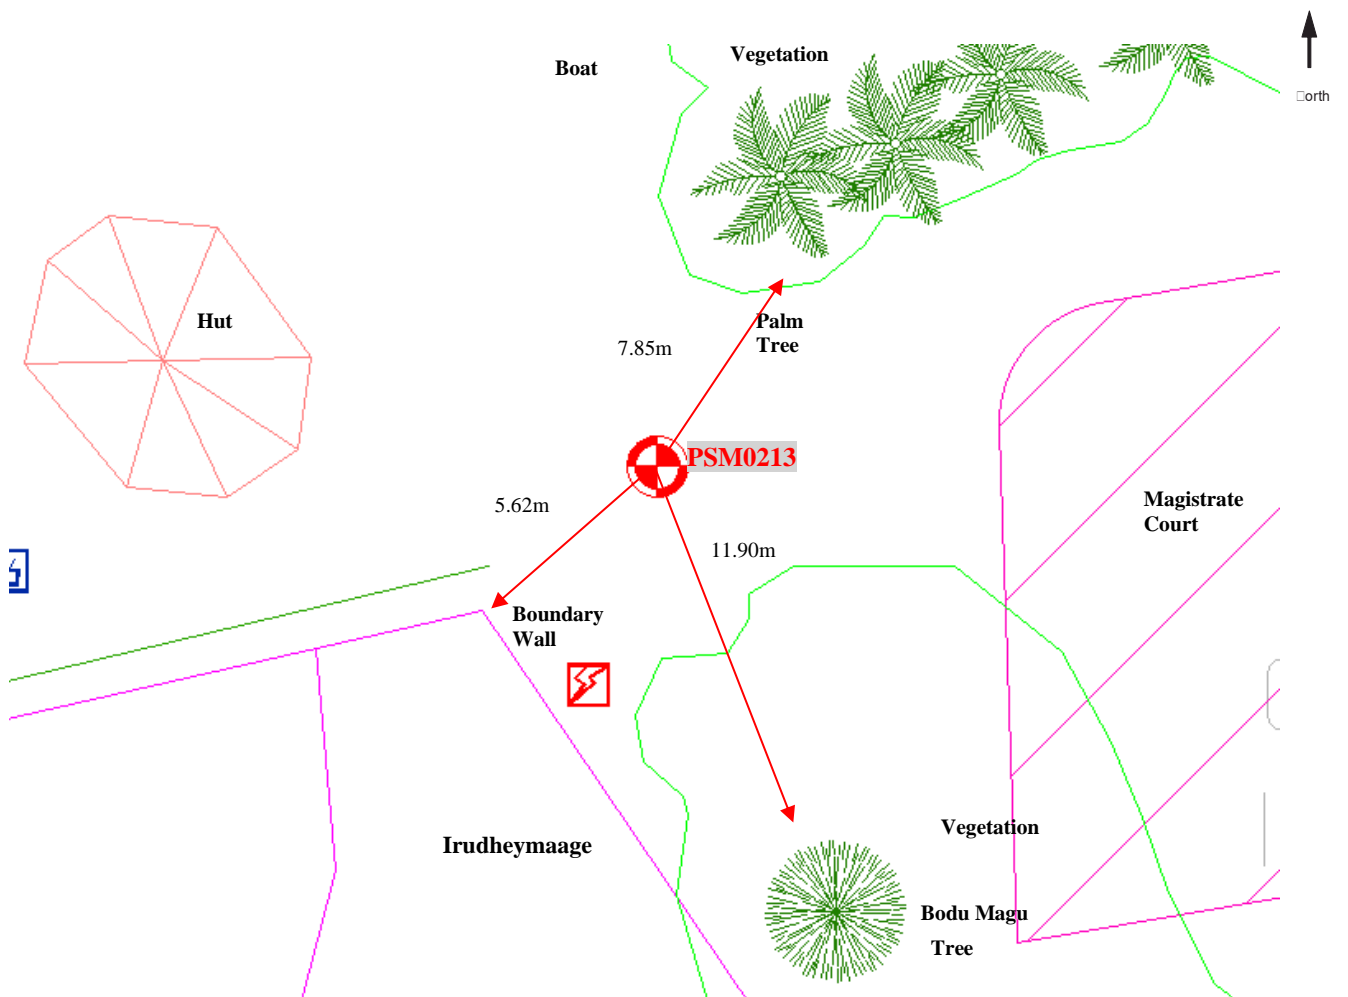 Boat
Vegetation
□orth
Hut
Palm
Tree
7.85m
PSM0213
5.62m
Magistrate
Court
11.90m
Boundary
Wall
Irudheymaage
Vegetation
Bodu Magu
Tree